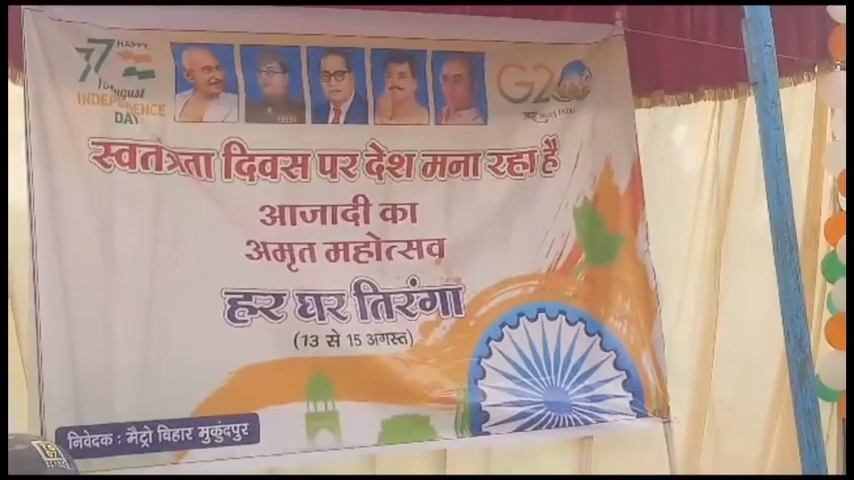 77 HAPPY
15 August
INDEPENDENCE
DAY
G20
स्वतंत्रता दिवस पर देश मना रहा है
आजादी का
अमृत महोत्सव
हर घर तिरंगा
(13 से 15 अगस्त)
निवेदक : मैट्रो विहार मुकुंदपुर